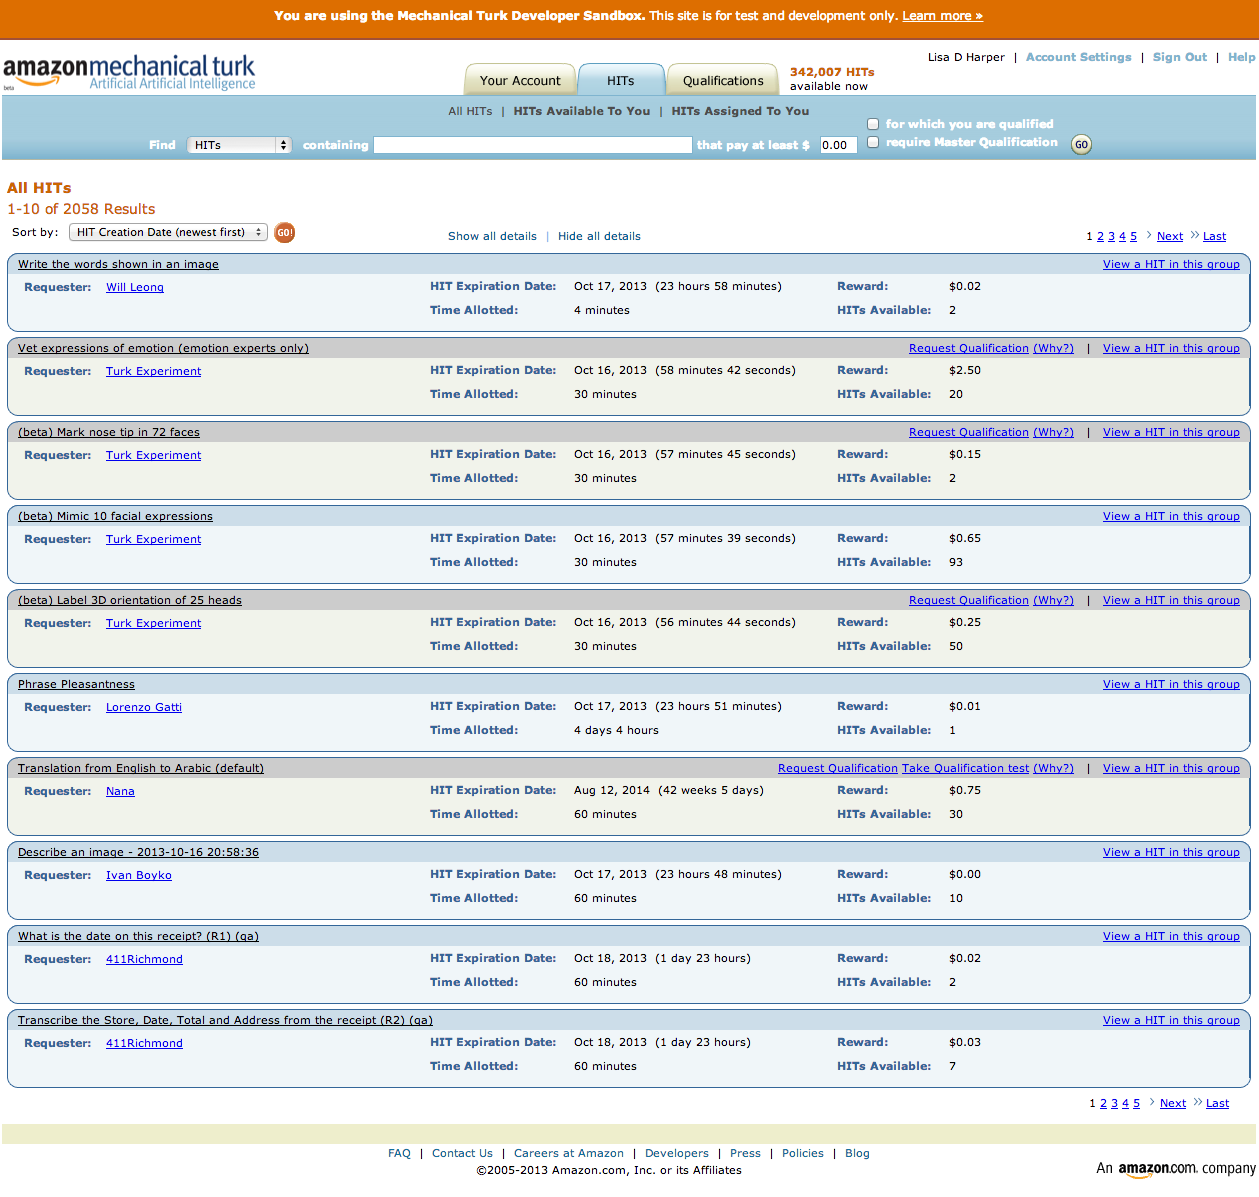 You are using the Mechanical Turk Developer Sandbox. This site is for test and development only. Learn more »
Lisa D Harper | Account Settings | Sign Out | Help
amazonmechanical turk
beta
Artificial Artificial Intelligence
Your Account HITs Qualifications 342,007 HITs
available now
All HITs | HITs Available To You | HITs Assigned To You
for which you are qualified
Find HITs containing that pay at least $ 0.00 require Master Qualification GO
All HITs
1-10 of 2058 Results
Sort by: HIT Creation Date (newest first) GO! Show all details | Hide all details 1 2 3 4 5 › Next » Last
Write the words shown in an image View a HIT in this group
Requester: Will Leong HIT Expiration Date: Oct 17, 2013 (23 hours 58 minutes) Reward: $0.02
Time Allotted: 4 minutes HITs Available: 2
Vet expressions of emotion (emotion experts only) Request Qualification (Why?) | View a HIT in this group
Requester: Turk Experiment HIT Expiration Date: Oct 16, 2013 (58 minutes 42 seconds) Reward: $2.50
Time Allotted: 30 minutes HITs Available: 20
(beta) Mark nose tip in 72 faces Request Qualification (Why?) | View a HIT in this group
Requester: Turk Experiment HIT Expiration Date: Oct 16, 2013 (57 minutes 45 seconds) Reward: $0.15
Time Allotted: 30 minutes HITs Available: 2
(beta) Mimic 10 facial expressions View a HIT in this group
Requester: Turk Experiment HIT Expiration Date: Oct 16, 2013 (57 minutes 39 seconds) Reward: $0.65
Time Allotted: 30 minutes HITs Available: 93
(beta) Label 3D orientation of 25 heads Request Qualification (Why?) | View a HIT in this group
Requester: Turk Experiment HIT Expiration Date: Oct 16, 2013 (56 minutes 44 seconds) Reward: $0.25
Time Allotted: 30 minutes HITs Available: 50
Phrase Pleasantness View a HIT in this group
Requester: Lorenzo Gatti HIT Expiration Date: Oct 17, 2013 (23 hours 51 minutes) Reward: $0.01
Time Allotted: 4 days 4 hours HITs Available: 1
Translation from English to Arabic (default) Request Qualification Take Qualification test (Why?) | View a HIT in this group
Requester: Nana HIT Expiration Date: Aug 12, 2014 (42 weeks 5 days) Reward: $0.75
Time Allotted: 60 minutes HITs Available: 30
Describe an image - 2013-10-16 20:58:36 View a HIT in this group
Requester: Ivan Boyko HIT Expiration Date: Oct 17, 2013 (23 hours 48 minutes) Reward: $0.00
Time Allotted: 60 minutes HITs Available: 10
What is the date on this receipt? (R1) (qa) View a HIT in this group
Requester: 411Richmond HIT Expiration Date: Oct 18, 2013 (1 day 23 hours) Reward: $0.02
Time Allotted: 60 minutes HITs Available: 2
Transcribe the Store, Date, Total and Address from the receipt (R2) (qa) View a HIT in this group
Requester: 411Richmond HIT Expiration Date: Oct 18, 2013 (1 day 23 hours) Reward: $0.03
Time Allotted: 60 minutes HITs Available: 7
1 2 3 4 5 › Next » Last
FAQ | Contact Us | Careers at Amazon | Developers | Press | Policies | Blog
©2005-2013 Amazon.com, Inc. or its Affiliates
An amazon.com. company